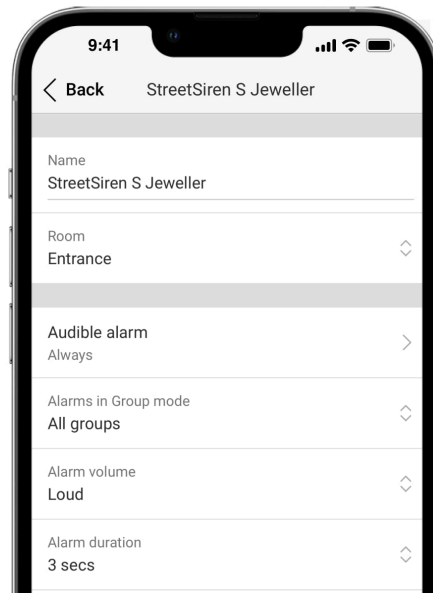 9:41
Back
StreetSiren S Jeweller
Name
StreetSiren S Jeweller
Room
Entrance
Audible alarm
Always
Alarms in Group mode
All groups
Alarm volume
Loud
Alarm duration
3 secs